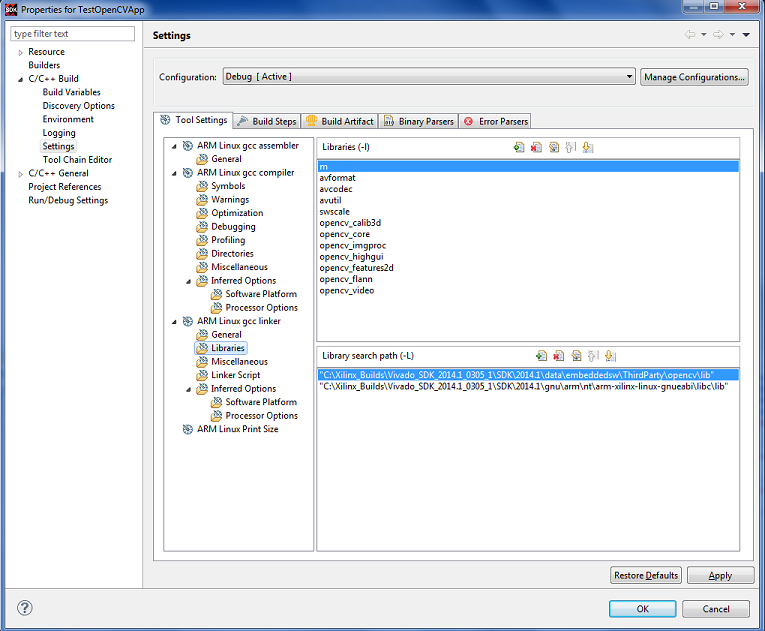 SDK Properties for TestOpenCVApp
type filter text
Resource
Builders
C/C++ Build
Build Variables
Discovery Options
Environment
Logging
Settings
Tool Chain Editor
C/C++ General
Project References
Run/Debug Settings
Settings
Configuration: Debug [ Active ] Manage Configurations...
Tool Settings Build Steps Build Artifact Binary Parsers Error Parsers
ARM Linux gcc assembler
General
ARM Linux gcc compiler
Symbols
Warnings
Optimization
Debugging
Profiling
Directories
Miscellaneous
Inferred Options
Software Platform
Processor Options
ARM Linux gcc linker
General
Libraries
Miscellaneous
Linker Script
Inferred Options
Software Platform
Processor Options
ARM Linux Print Size
Libraries (-l)
m
avformat
avcodec
avutil
swscale
opencv_calib3d
opencv_core
opencv_imgproc
opencv_highgui
opencv_features2d
opencv_flann
opencv_video
Library search path (-L)
"C:\Xilinx_Builds\Vivado_SDK_2014.1_0305_1\SDK\2014.1\data\embeddedsw\ThirdParty\opencv\lib"
"C:\Xilinx_Builds\Vivado_SDK_2014.1_0305_1\SDK\2014.1\gnu\arm\nt\arm-xilinx-linux-gnueabi\libc\lib"
Restore Defaults Apply
? OK Cancel